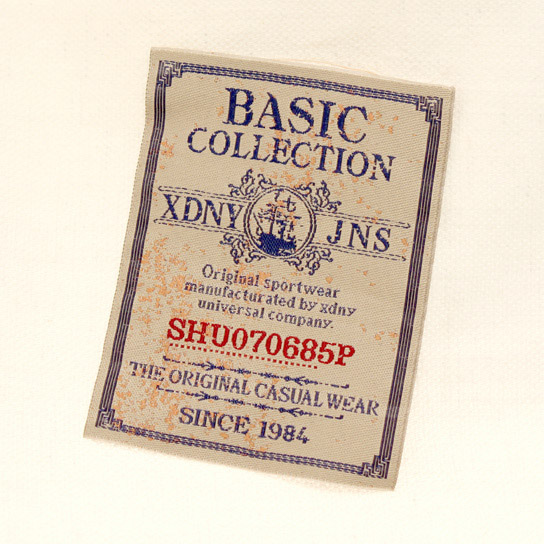 BASIC
COLLECTION
XDNY JNS
Original sportwear
manufacturated by xdny
universal company.
SHU070685P
THE ORIGINAL CASUAL WEAR
SINCE 1984